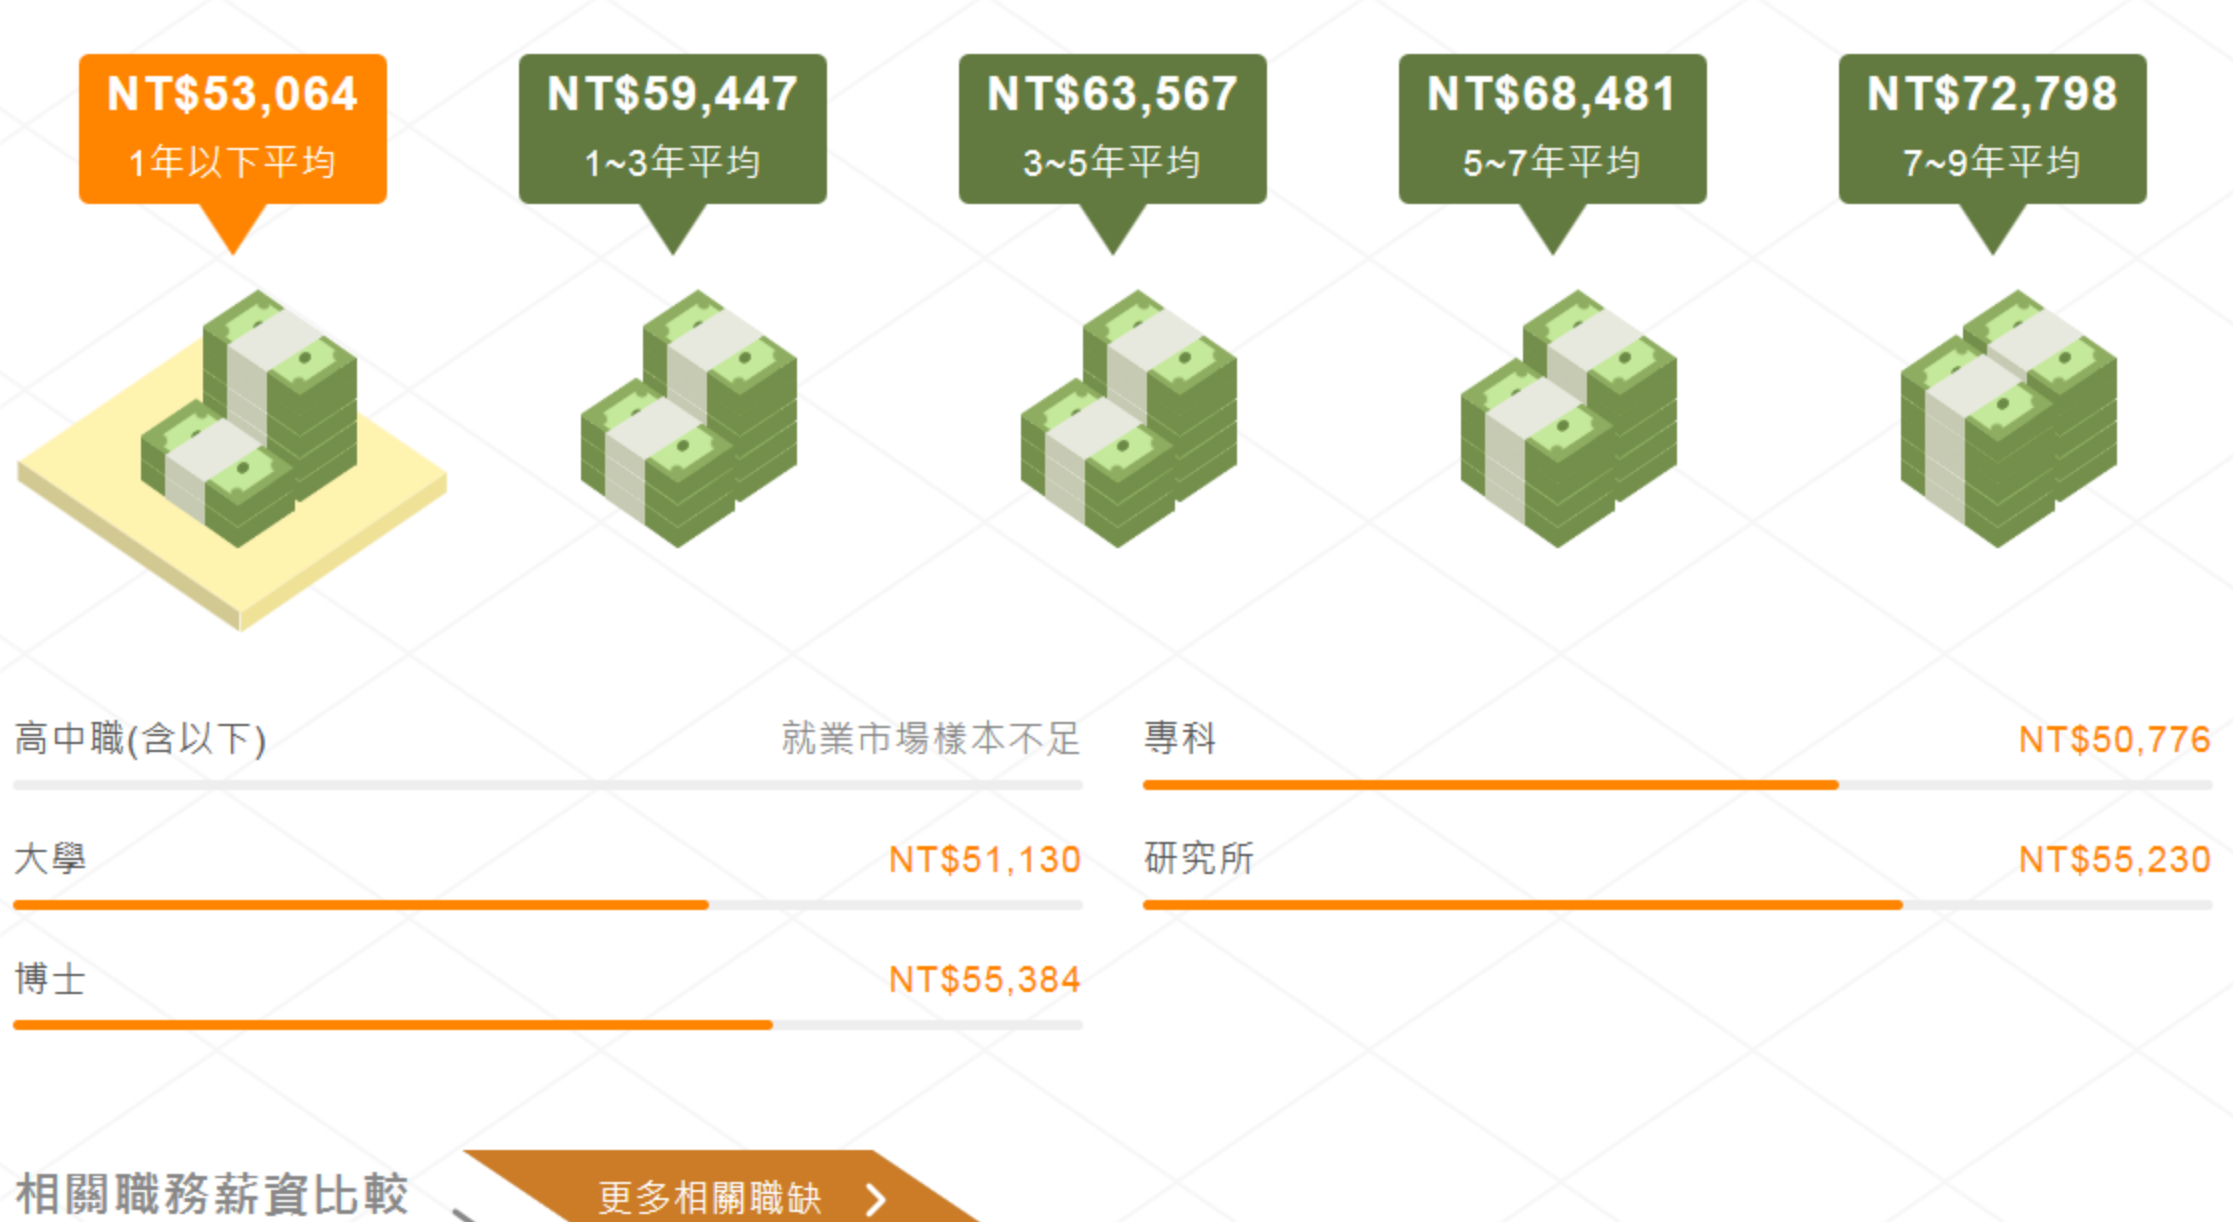 NT$53,064
1年以下平均
NT$59,447
1~3年平均
NT$63,567
3~5年平均
NT$68,481
5~7年平均
NT$72,798
7~9年平均
高中職(含以下)
就業市場樣本不足
專科
NT$50,776
大學
NT$51,130
研究所
NT$55,230
博士
NT$55,384
相關職務薪資比較
更多相關職缺